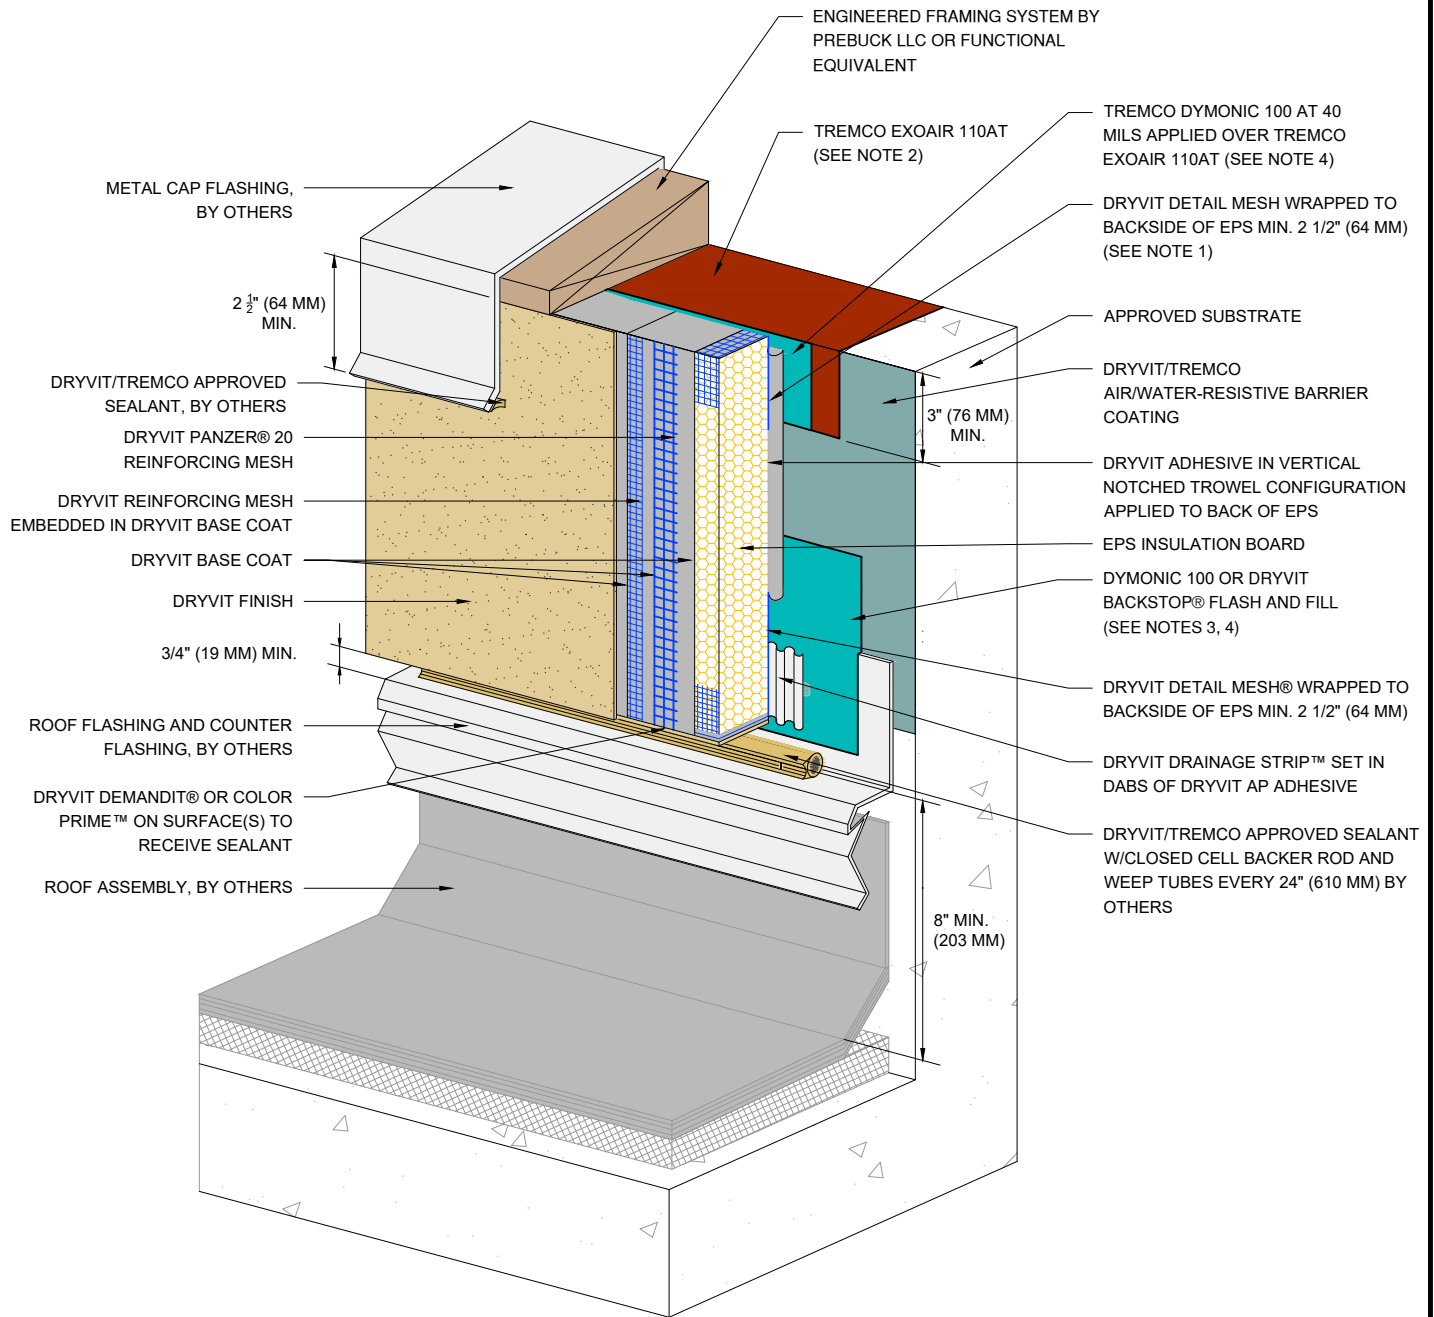 ENGINEERED FRAMING SYSTEM BY
PREBUCK LLC OR FUNCTIONAL
EQUIVALENT
TREMCO EXOAIR 110AT
(SEE NOTE 2)
TREMCO DYMONIC 100 AT 40
MILS APPLIED OVER TREMCO
EXOAIR 110AT (SEE NOTE 4)
METAL CAP FLASHING,
BY OTHERS
DRYVIT DETAIL MESH WRAPPED TO
BACKSIDE OF EPS MIN. 2 1/2" (64 MM)
(SEE NOTE 1)
2 1/2" (64 MM)
MIN.
APPROVED SUBSTRATE
DRYVIT/TREMCO APPROVED
SEALANT, BY OTHERS
DRYVIT/TREMCO
AIR/WATER-RESISTIVE BARRIER
COATING
3" (76 MM)
MIN.
DRYVIT PANZER® 20
REINFORCING MESH
DRYVIT ADHESIVE IN VERTICAL
NOTCHED TROWEL CONFIGURATION
APPLIED TO BACK OF EPS
DRYVIT REINFORCING MESH
EMBEDDED IN DRYVIT BASE COAT
EPS INSULATION BOARD
DRYVIT BASE COAT
DYMONIC 100 OR DRYVIT
BACKSTOP® FLASH AND FILL
(SEE NOTES 3, 4)
DRYVIT FINISH
3/4" (19 MM) MIN.
DRYVIT DETAIL MESH® WRAPPED TO
BACKSIDE OF EPS MIN. 2 1/2" (64 MM)
ROOF FLASHING AND COUNTER
FLASHING, BY OTHERS
DRYVIT DRAINAGE STRIP™ SET IN
DABS OF DRYVIT AP ADHESIVE
DRYVIT DEMANDIT® OR COLOR
PRIME™ ON SURFACE(S) TO
RECEIVE SEALANT
DRYVIT/TREMCO APPROVED SEALANT
W/CLOSED CELL BACKER ROD AND
WEEP TUBES EVERY 24" (610 MM) BY
OTHERS
ROOF ASSEMBLY, BY OTHERS
8" MIN.
(203 MM)